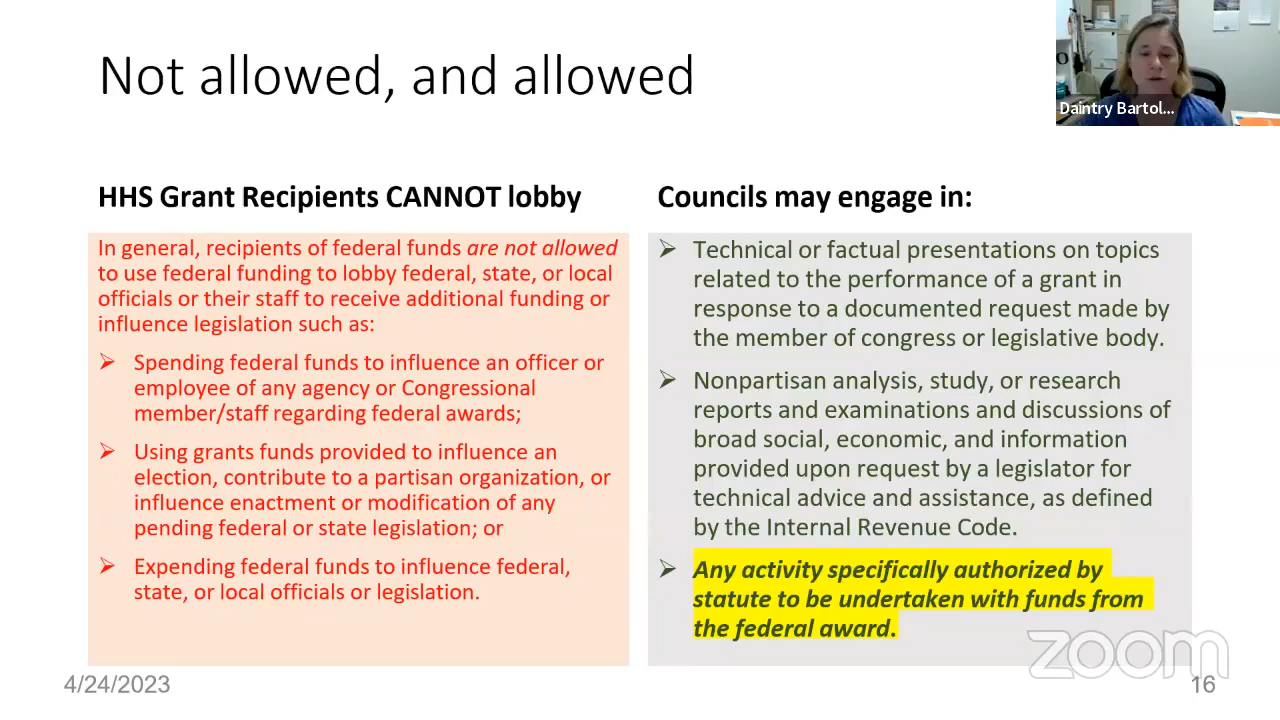 Not allowed, and allowed
Daintry Bartol...
HHS Grant Recipients CANNOT lobby
In general, recipients of federal funds are not allowed
to use federal funding to lobby federal, state, or local
officials or their staff to receive additional funding or
influence legislation such as:
Spending federal funds to influence an officer or
employee of any agency or Congressional
member/staff regarding federal awards;
Using grants funds provided to influence an
election, contribute to a partisan organization, or
influence enactment or modification of any
pending federal or state legislation; or
Expending federal funds to influence federal,
state, or local officials or legislation.
Councils may engage in:
Technical or factual presentations on topics
related to the performance of a grant in
response to a documented request made by
the member of congress or legislative body.
Nonpartisan analysis, study, or research
reports and examinations and discussions of
broad social, economic, and information
provided upon request by a legislator for
technical advice and assistance, as defined
by the Internal Revenue Code.
Any activity specifically authorized by
statute to be undertaken with funds from
the federal award.
zoom
4/24/2023
16